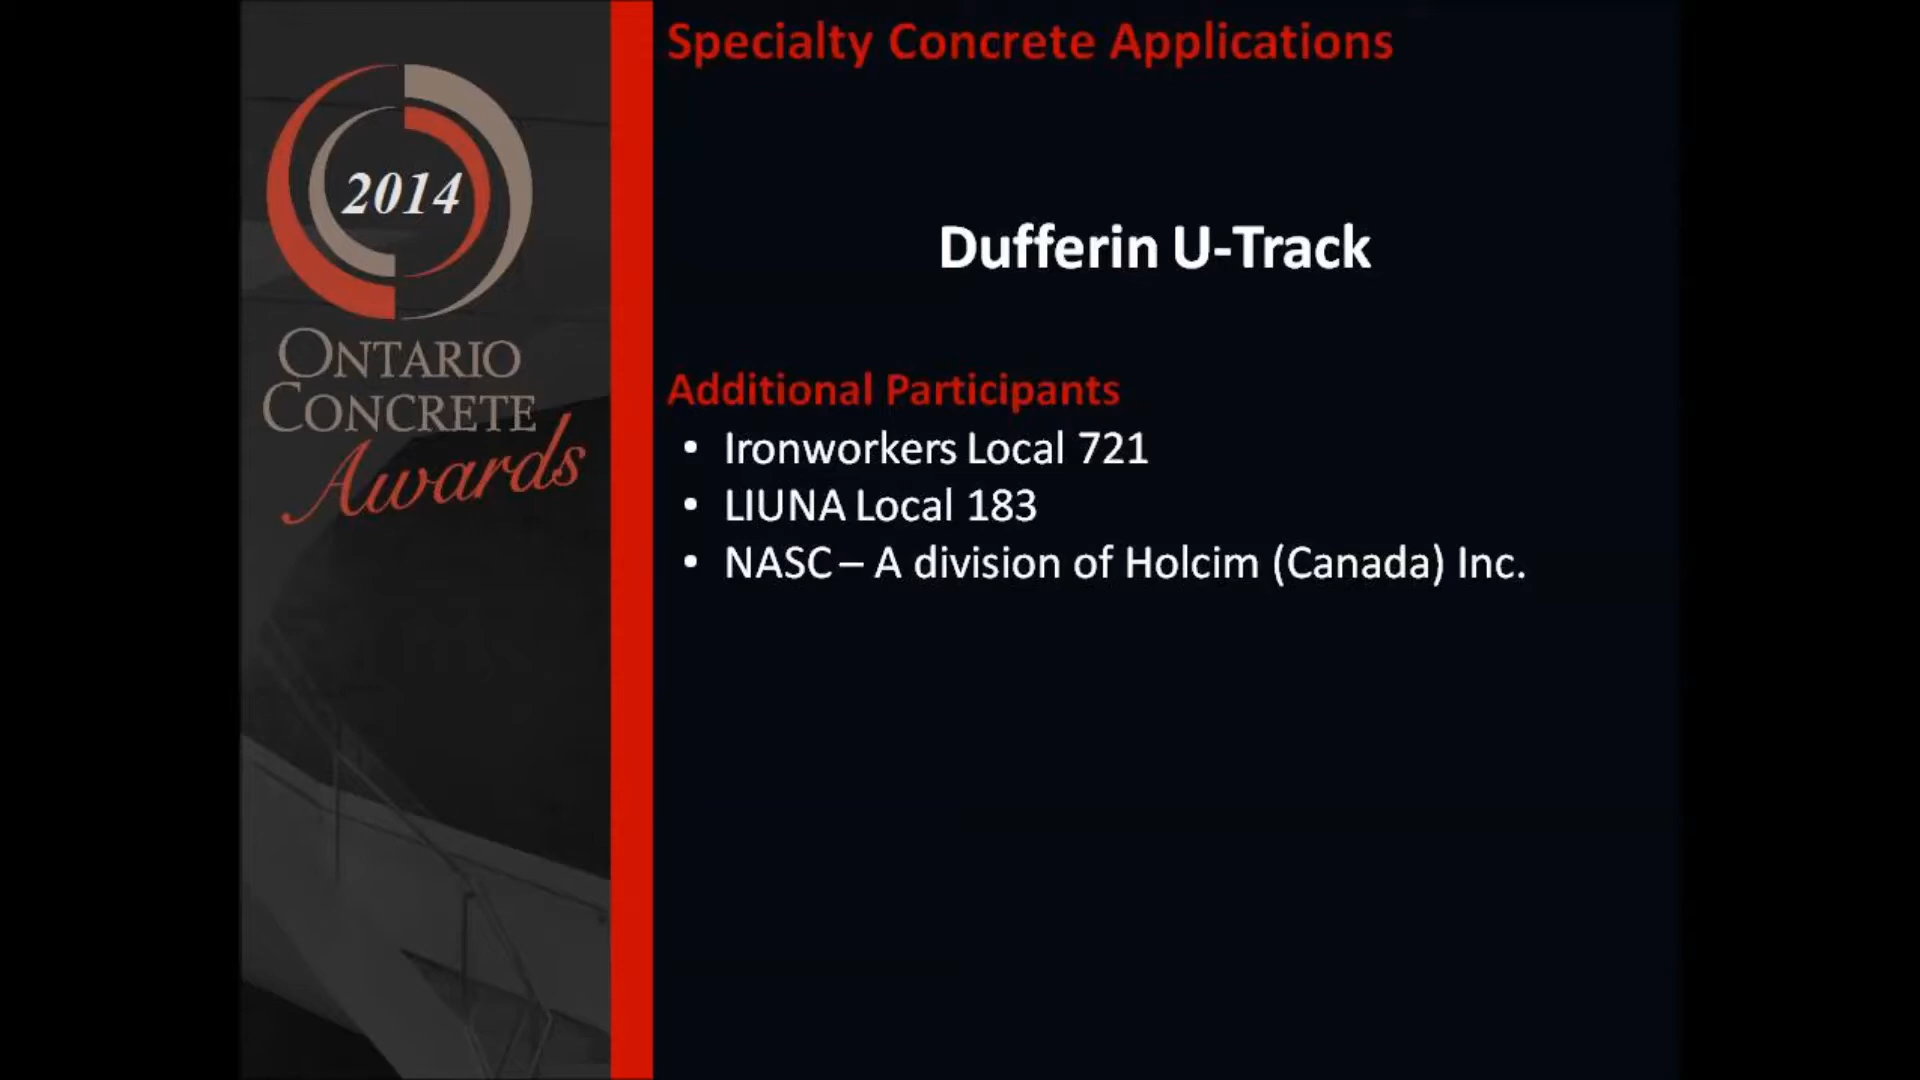 2014
ONTARIO
CONCRETE
Awards
Specialty Concrete Applications
Dufferin U-Track
Additional Participants
• Ironworkers Local 721
• LIUNA Local 183
• NASC – A division of Holcim (Canada) Inc.